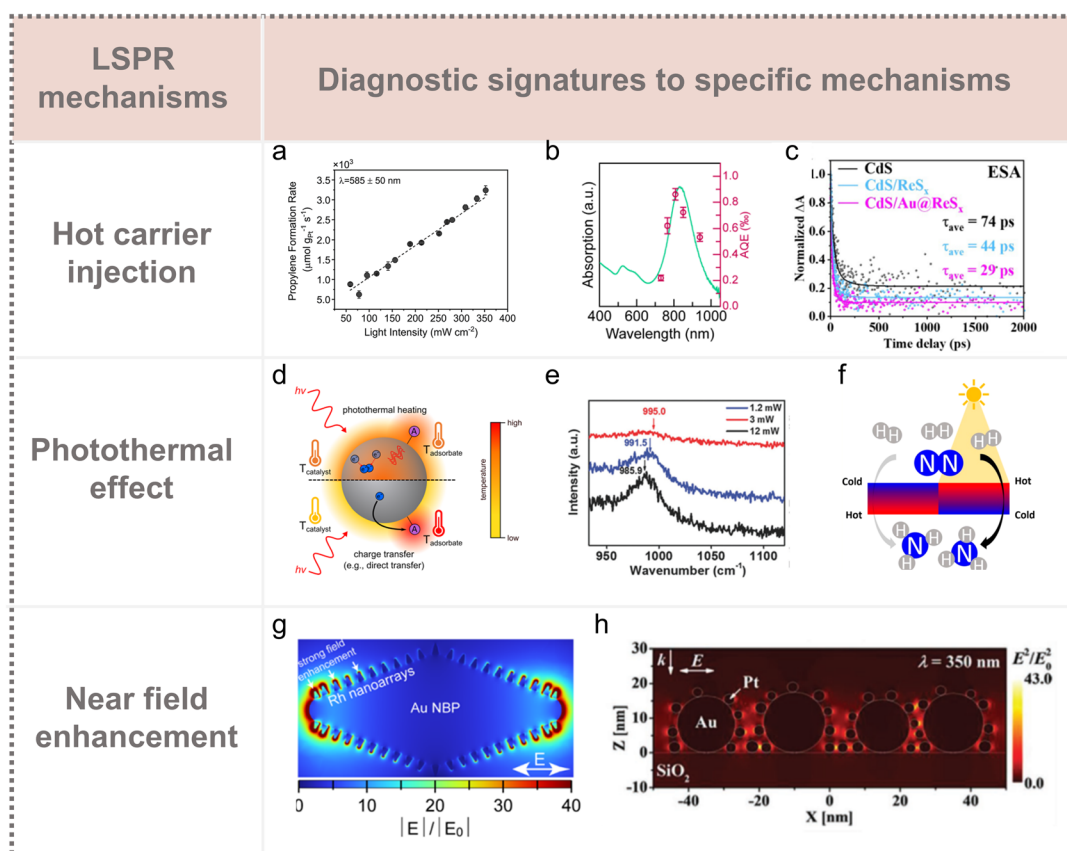 LSPR
mechanisms
Diagnostic signatures to specific mechanisms
Hot carrier
injection
a
×10³
λ=585 ± 50 nm
Propylene Formation Rate
(μmol gPt⁻¹ s⁻¹)
3.5
3.0
2.5
2.0
1.5
1.0
5.0
50 100 150 200 250 300 350 400
Light Intensity (mW cm⁻²)
b
Absorption (a.u.)
400 600 800 1000
Wavelength (nm)
1.0
0.8
0.6
0.4
0.2
0.0
AQE (‰)
c
ESA
CdS
CdS/ReSₓ
CdS/Au@ReSₓ
τave = 74 ps
τave = 44 ps
τave = 29 ps
Normalized ΔA
1.0
0.8
0.6
0.4
0.2
0.0
0 500 1000 1500 2000
Time delay (ps)
Photothermal
effect
d
hν
photothermal heating
A
e⁻
Tcatalyst
Tadsorbate
Tcatalyst
Tadsorbate
A
hν
charge transfer
(e.g., direct transfer)
high
temperature
low
e
1.2 mW
3 mW
12 mW
995.0
991.5
985.9
Intensity (a.u.)
950 1000 1050 1100
Wavenumber (cm⁻¹)
f
H H H H H H
N N
Cold Hot
Hot Cold
H H H
N N
H H H
Near field
enhancement
g
strong field
enhancement
Rh nanoarrays
Au NBP
E
0 10 20 30 40
|E|/|E₀|
h
k E
λ = 350 nm
Pt
Au
SiO₂
Z [nm]
30
20
10
0
-10
-40 -20 0 20 40
X [nm]
E²/E₀²
43.0
0.0